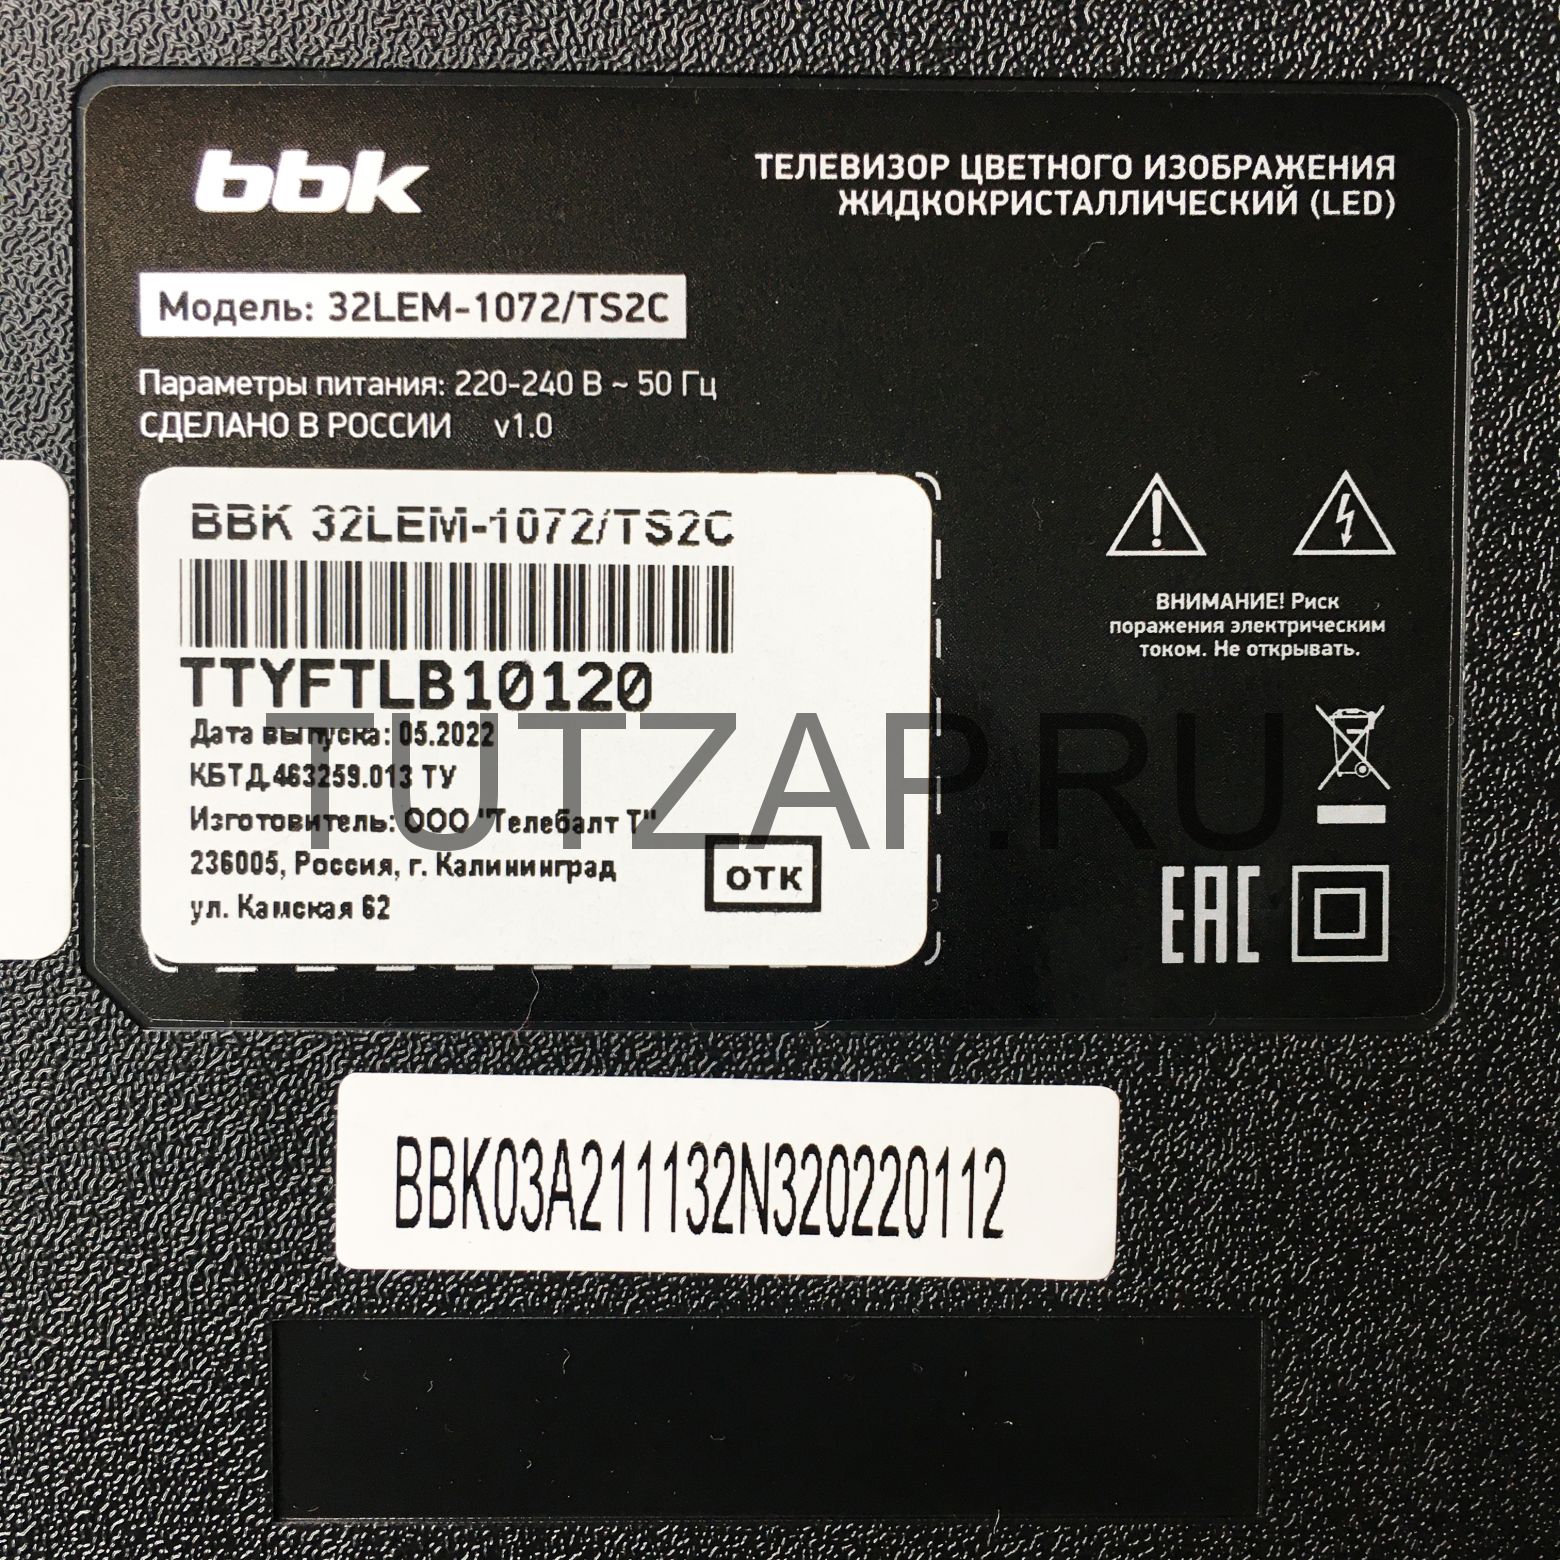 bbk
ТЕЛЕВИЗОР ЦВЕТНОГО ИЗОБРАЖЕНИЯ
ЖИДКОКРИСТАЛЛИЧЕСКИЙ (LED)
Модель: 32LEM-1072/TS2C
Параметры питания: 220-240 В ~ 50 Гц
СДЕЛАНО В РОССИИ v1.0
BBK 32LEM-1072/TS2C
TTYFTLB10120
Дата выпуска: 05.2022
КБТД.463259.013 ТУ
Изготовитель: ООО "Телебалт Т"
236005, Россия, г. Калининград
ул. Камская 62
ОТК
ВНИМАНИЕ! Риск
поражения электрическим
током. Не открывать.
EAC
TUTZAP.RU
BBK03A211132N320220112